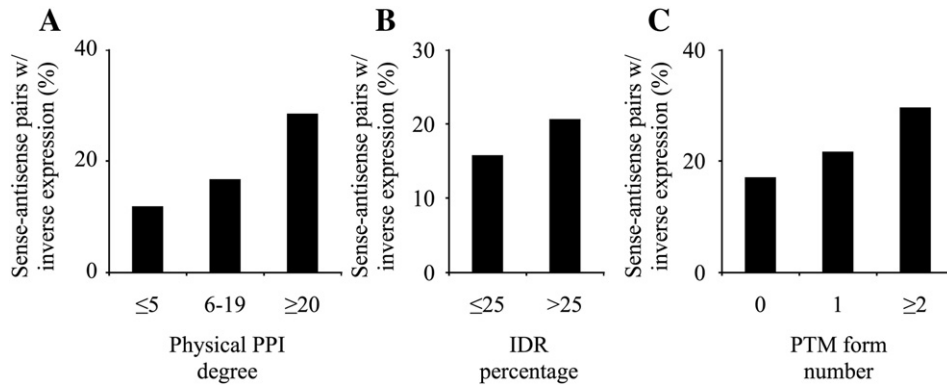 A
Sense-antisense pairs w/
inverse expression (%)
40
20
0
≤5 6-19 ≥20
Physical PPI
degree
B
Sense-antisense pairs w/
inverse expression (%)
30
20
10
0
≤25 >25
IDR
percentage
C
Sense-antisense pairs w/
inverse expression (%)
40
20
0
0 1 ≥2
PTM form
number